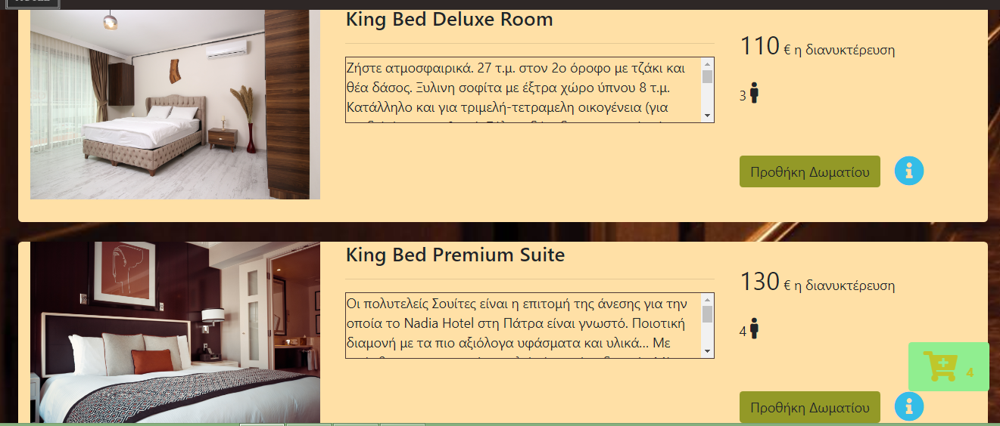 King Bed Deluxe Room
110 € η διανυκτέρευση
Ζήστε ατμοσφαιρικά. 27 τ.μ. στον 2ο όροφο με τζάκι και
θέα δάσος. Ξυλινη σοφίτα με έξτρα χώρο ύπνου 8 τ.μ.
Κατάλληλο και για τριμελή-τετραμελη οικογένεια (για
3
Προθήκη Δωματίου
King Bed Premium Suite
130 € η διανυκτέρευση
Οι πολυτελείς Σουίτες είναι η επιτομή της άνεσης για την
οποία το Nadia Hotel στη Πάτρα είναι γνωστό. Ποιοτική
διαμονή με τα πιο αξιόλογα υφάσματα και υλικά... Με
4
4
Προθήκη Δωματίου